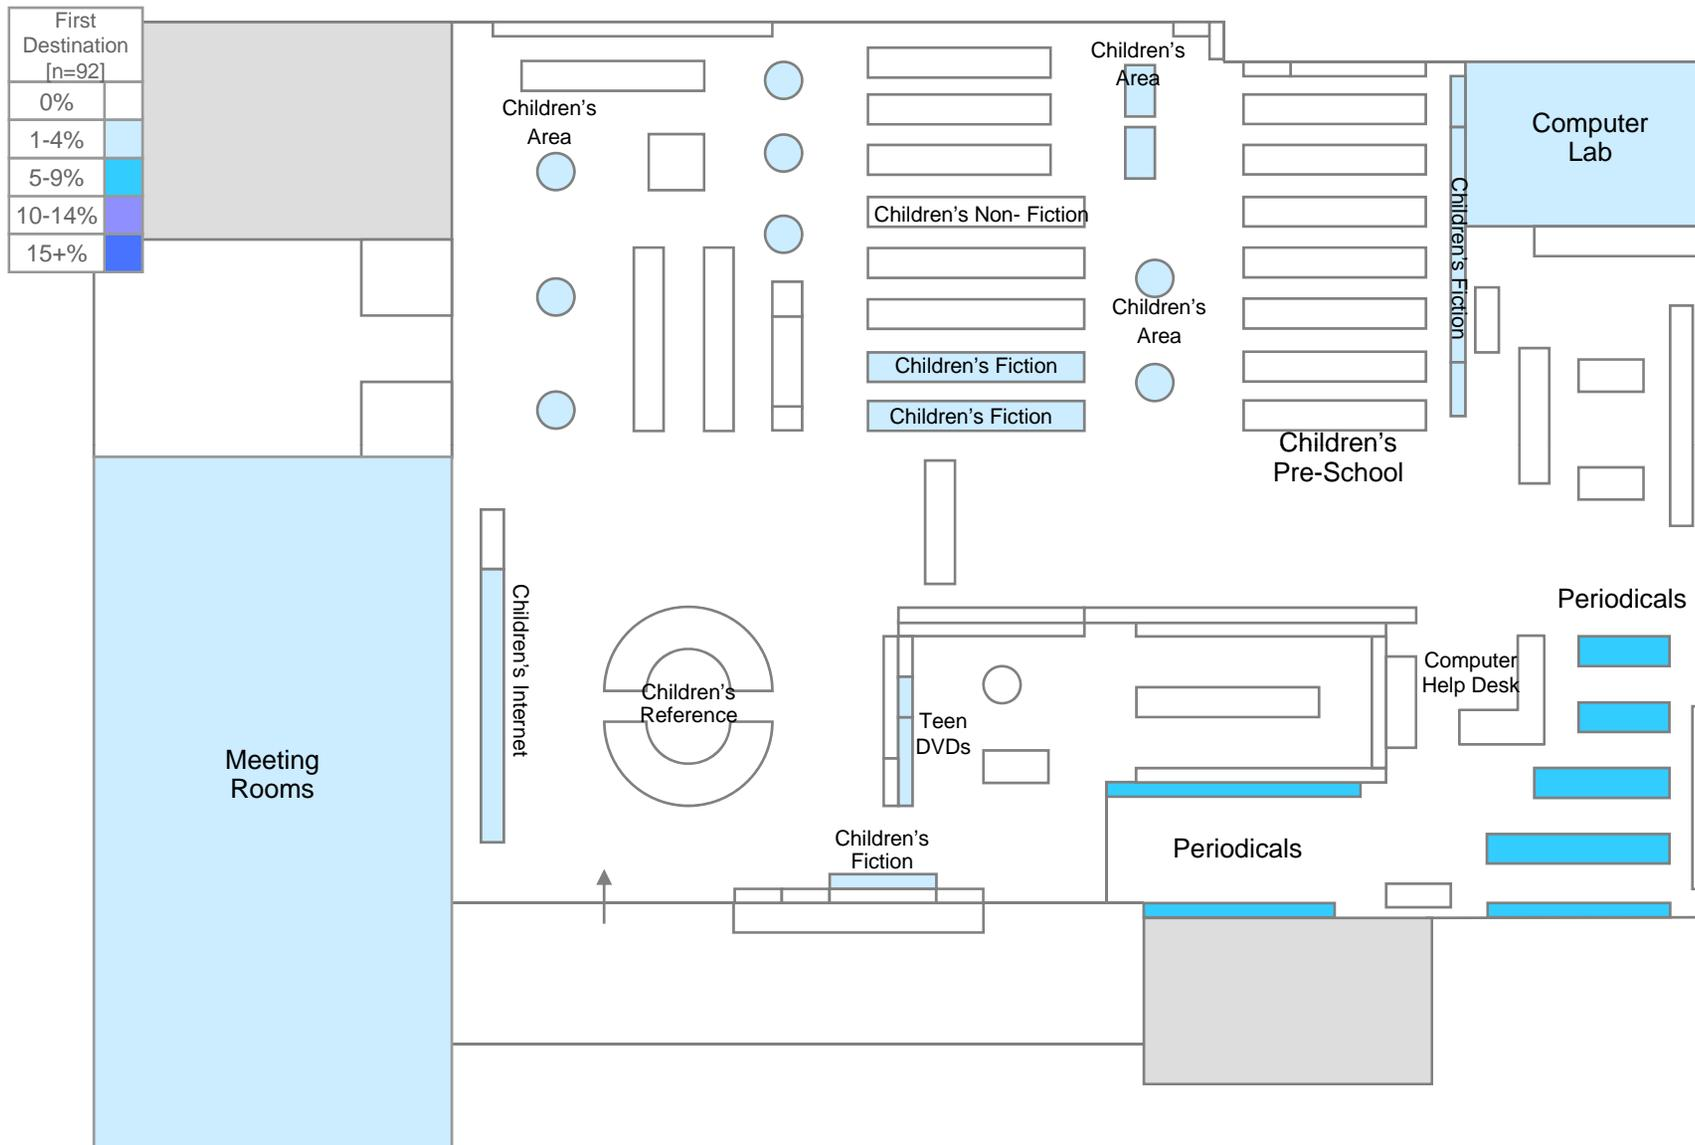 First
Destination
[n=92]
0%
1-4%
5-9%
10-14%
15+%
Children's
Area
Children's
Area
Computer
Lab
Children's Non- Fiction
Children's Fiction
Children's
Area
Children's Fiction
Children's Fiction
Children's
Pre-School
Children's Internet
Periodicals
Children's
Reference
Computer
Help Desk
Teen
DVDs
Meeting
Rooms
Children's
Fiction
Periodicals